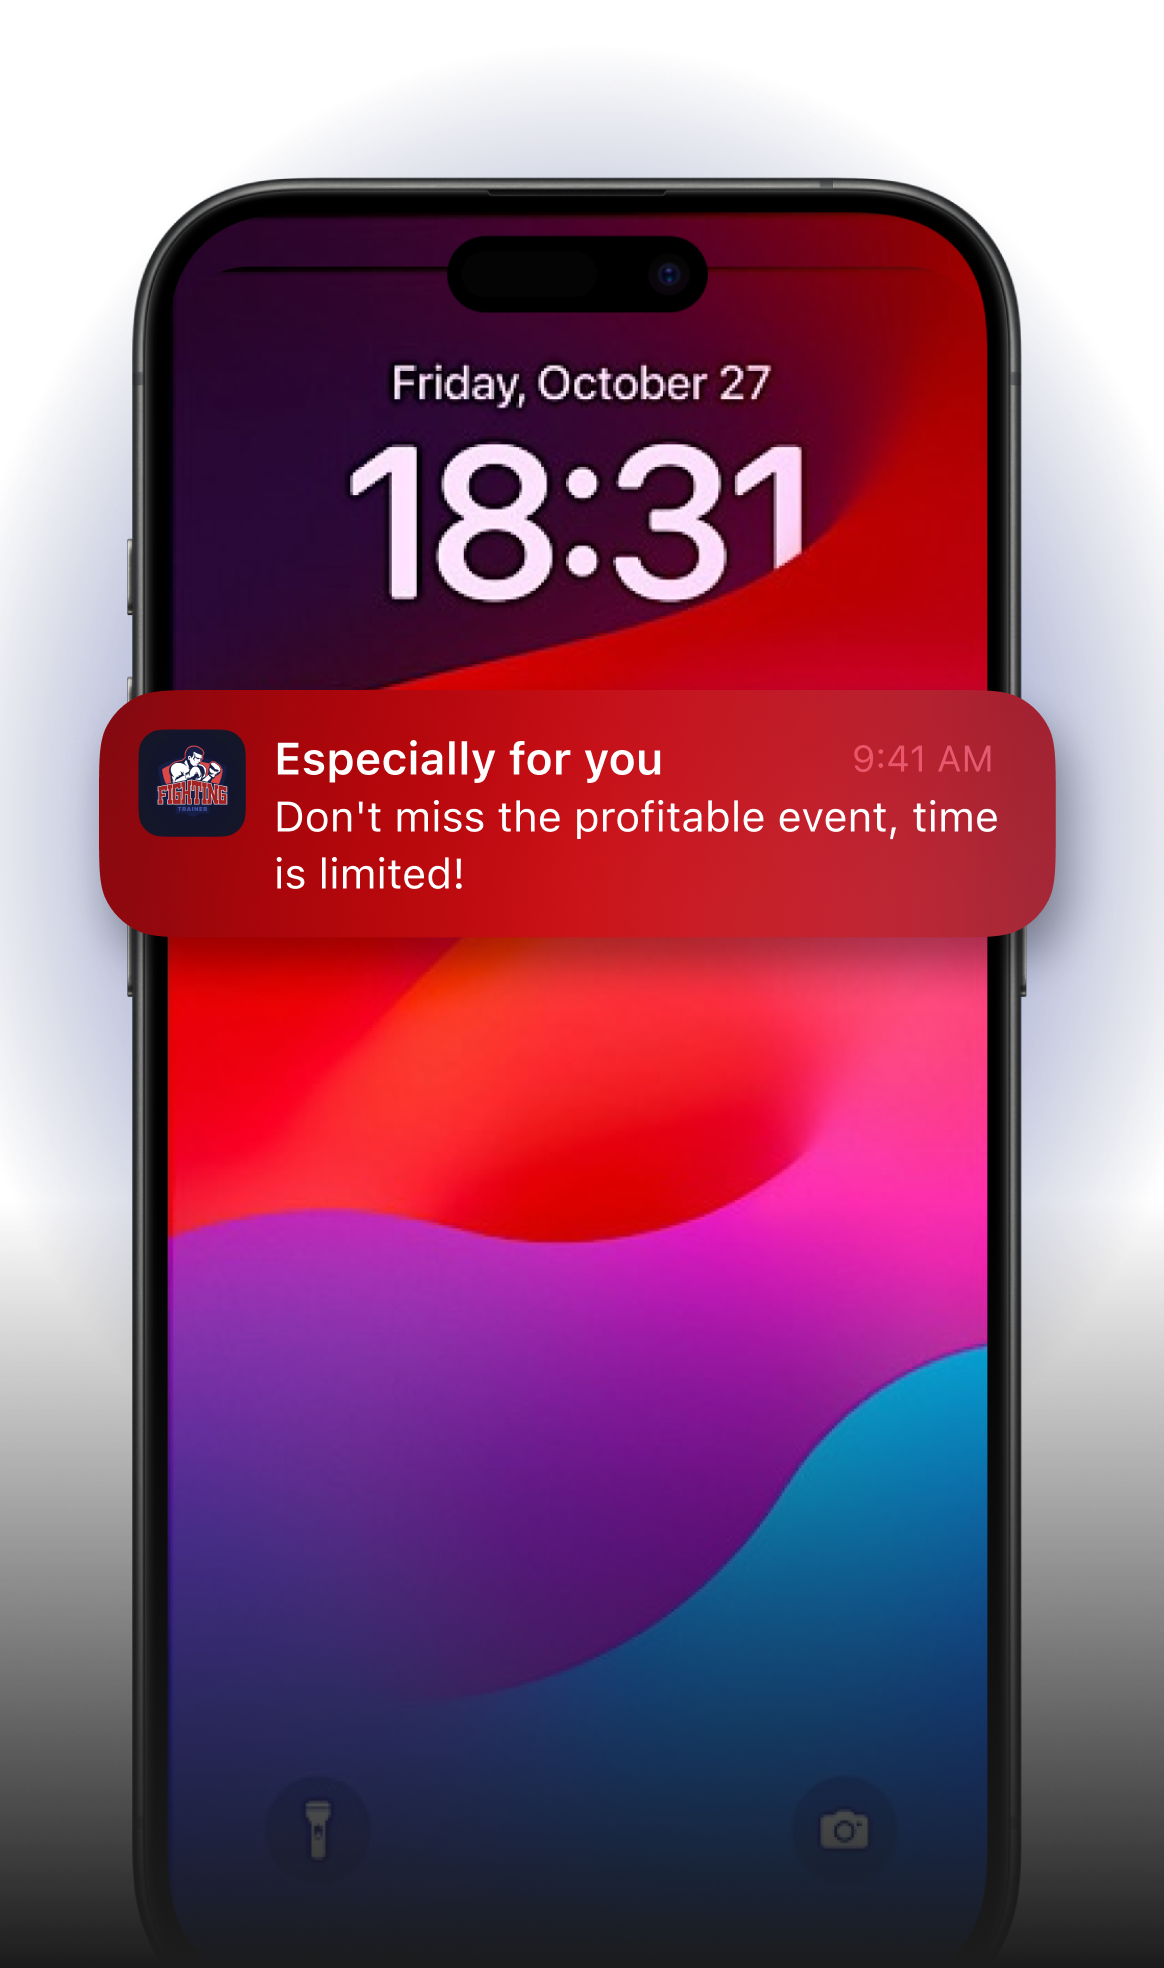 Friday, October 27
18:31
Especially for you
9:41 AM
Don't miss the profitable event, time
is limited!
FIGHTING
TRAINER